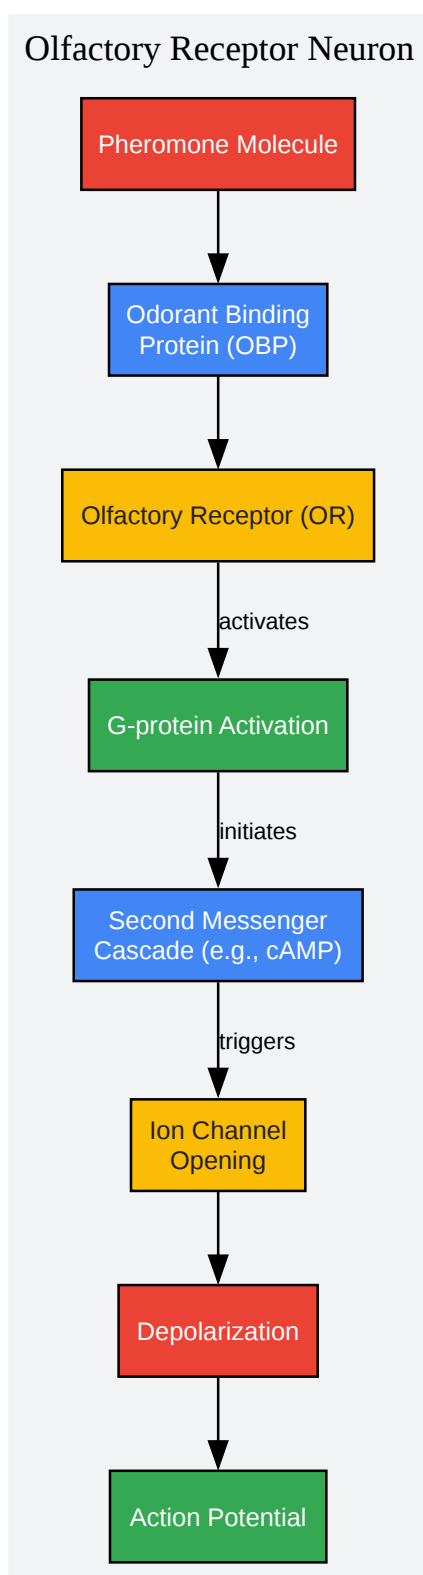 Olfactory Receptor Neuron
Pheromone Molecule
Odorant Binding
Protein (OBP)
Olfactory Receptor (OR)
activates
G-protein Activation
initiates
Second Messenger
Cascade (e.g., cAMP)
triggers
Ion Channel
Opening
Depolarization
Action Potential